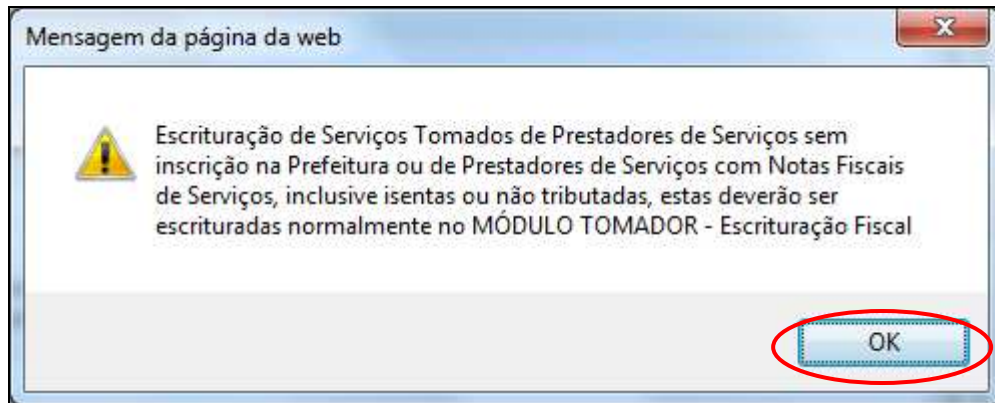 Mensagem da página da web
Escrituração de Serviços Tomados de Prestadores de Serviços sem
inscrição na Prefeitura ou de Prestadores de Serviços com Notas Fiscais
de Serviços, inclusive isentas ou não tributadas, estas deverão ser
escrituradas normalmente no MÓDULO TOMADOR - Escrituração Fiscal
OK